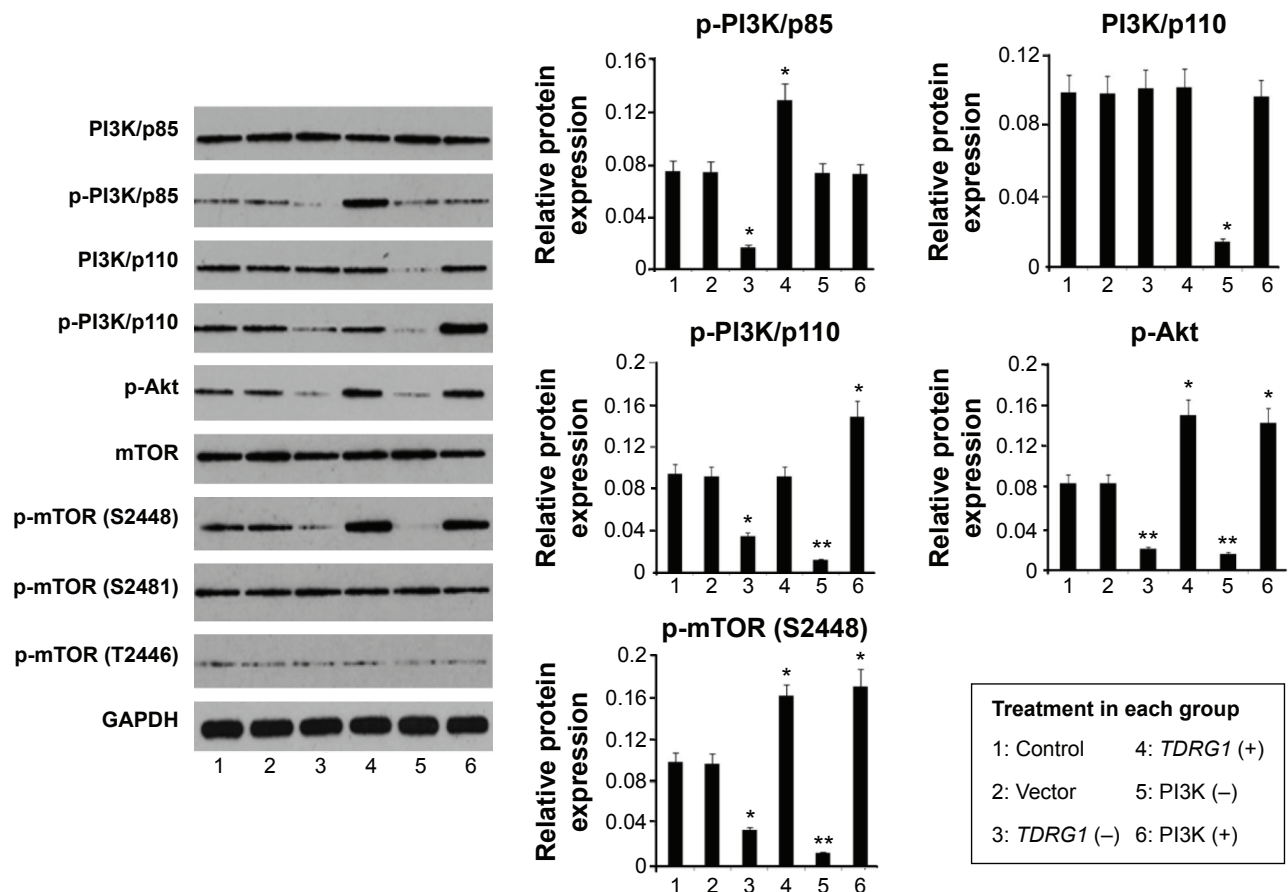 PI3K/p85
p-PI3K/p85
PI3K/p110
p-PI3K/p110
p-Akt
mTOR
p-mTOR (S2448)
p-mTOR (S2481)
p-mTOR (T2446)
GAPDH
1 2 3 4 5 6
p-PI3K/p85
Relative protein
expression
0.16
0.12
0.08
0.04
0
*
*
1 2 3 4 5 6
PI3K/p110
Relative protein
expression
0.12
0.08
0.04
0
*
1 2 3 4 5 6
p-PI3K/p110
Relative protein
expression
0.2
0.16
0.12
0.08
0.04
0
*
**
*
1 2 3 4 5 6
p-Akt
Relative protein
expression
0.2
0.16
0.12
0.08
0.04
0
**
*
**
*
1 2 3 4 5 6
p-mTOR (S2448)
Relative protein
expression
0.2
0.16
0.12
0.08
0.04
0
*
*
**
*
1 2 3 4 5 6
Treatment in each group
1: Control 4: TDRG1 (+)
2: Vector 5: PI3K (–)
3: TDRG1 (–) 6: PI3K (+)